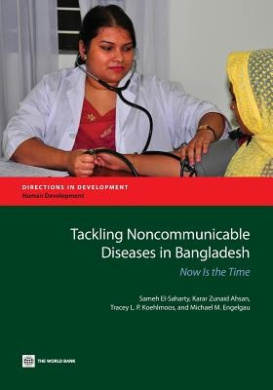 DIRECTIONS IN DEVELOPMENT
Human Development
Tackling Noncommunicable
Diseases in Bangladesh
Now Is the Time
Sameh El-Saharty, Karar Zunaid Ahsan,
Tracey L. P. Koehlmoos, and Michael M. Engelgau
THE WORLD BANK